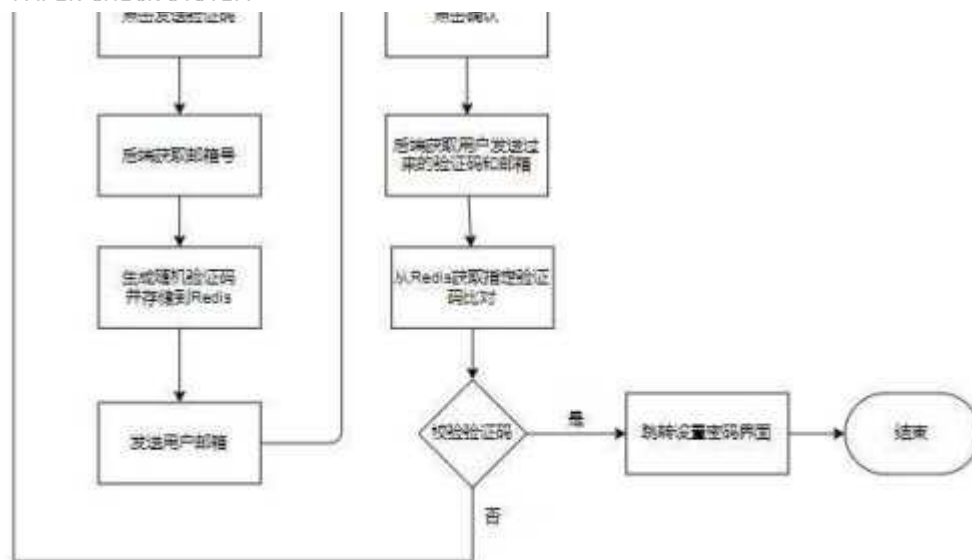 点击发送验证码
点击确认
后端获取邮箱号
后端获取用户发送过
来的验证码和邮箱
生成随机验证码
并存储到Redis
从Redis获取指定验证
码比对
发送用户邮箱
校验验证码
是
跳转设置密码界面
结束
否